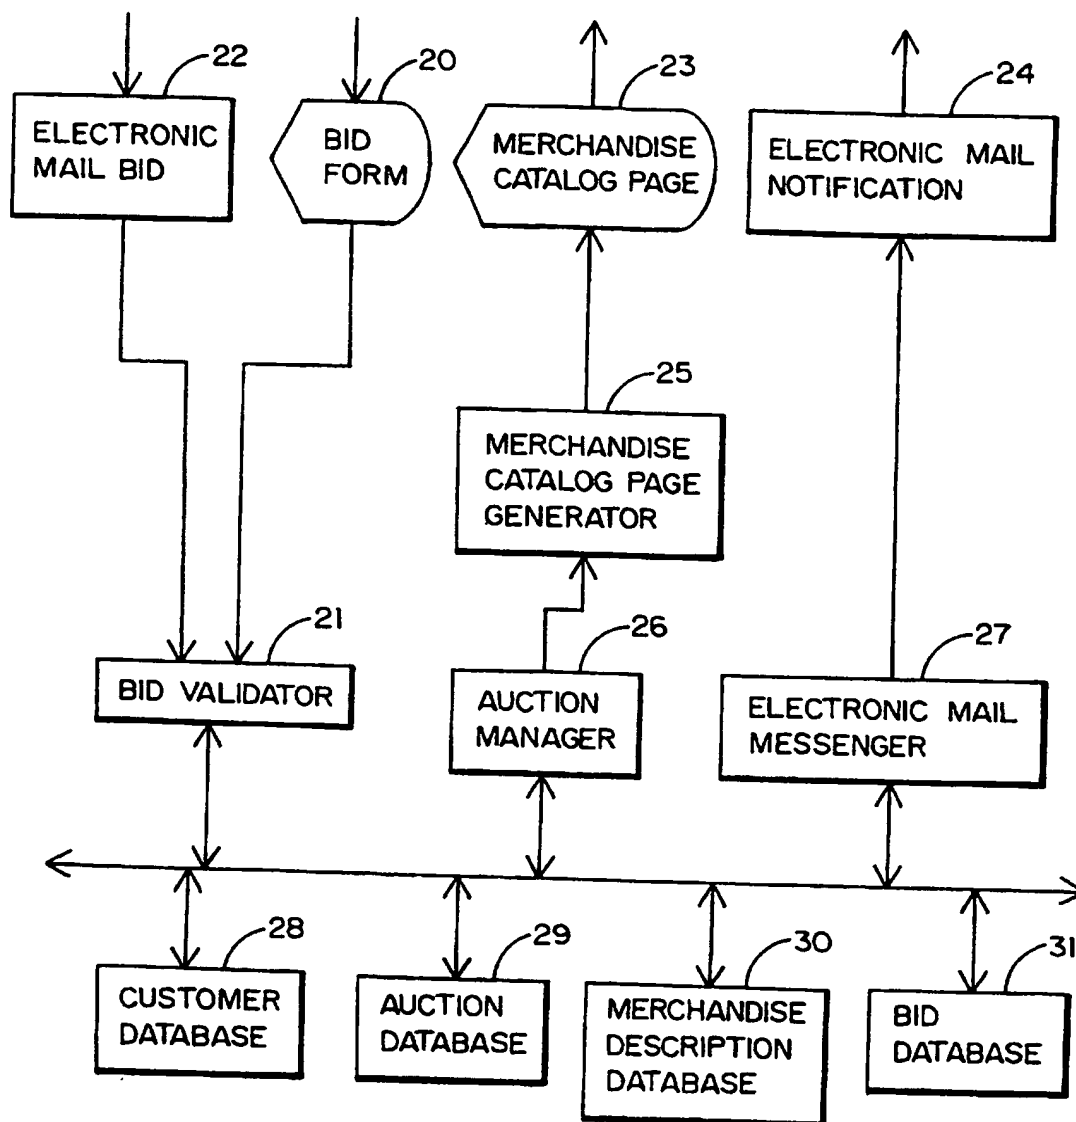 22
ELECTRONIC
MAIL BID
20
BID
FORM
23
MERCHANDISE
CATALOG PAGE
24
ELECTRONIC MAIL
NOTIFICATION
25
MERCHANDISE
CATALOG PAGE
GENERATOR
21
BID VALIDATOR
26
AUCTION
MANAGER
27
ELECTRONIC MAIL
MESSENGER
28
CUSTOMER
DATABASE
29
AUCTION
DATABASE
30
MERCHANDISE
DESCRIPTION
DATABASE
31
BID
DATABASE